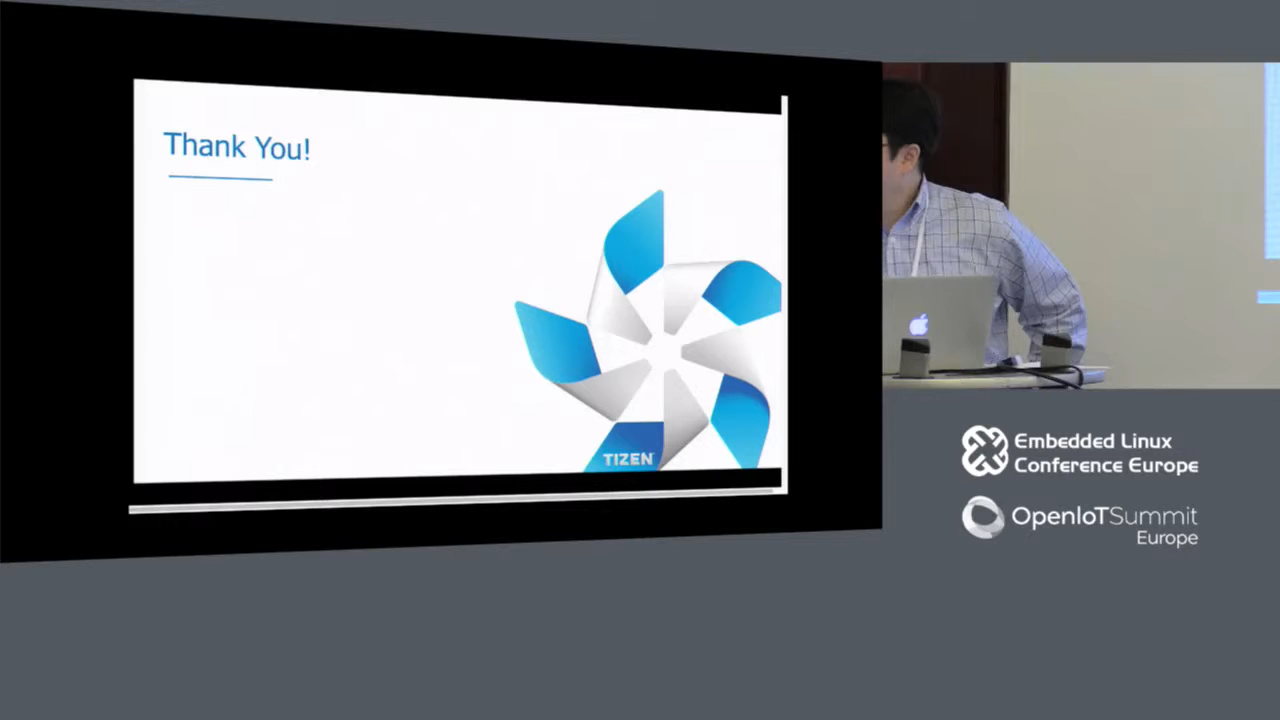 Thank You!
TIZEN
Embedded Linux
Conference Europe
OpenIoTSummit
Europe